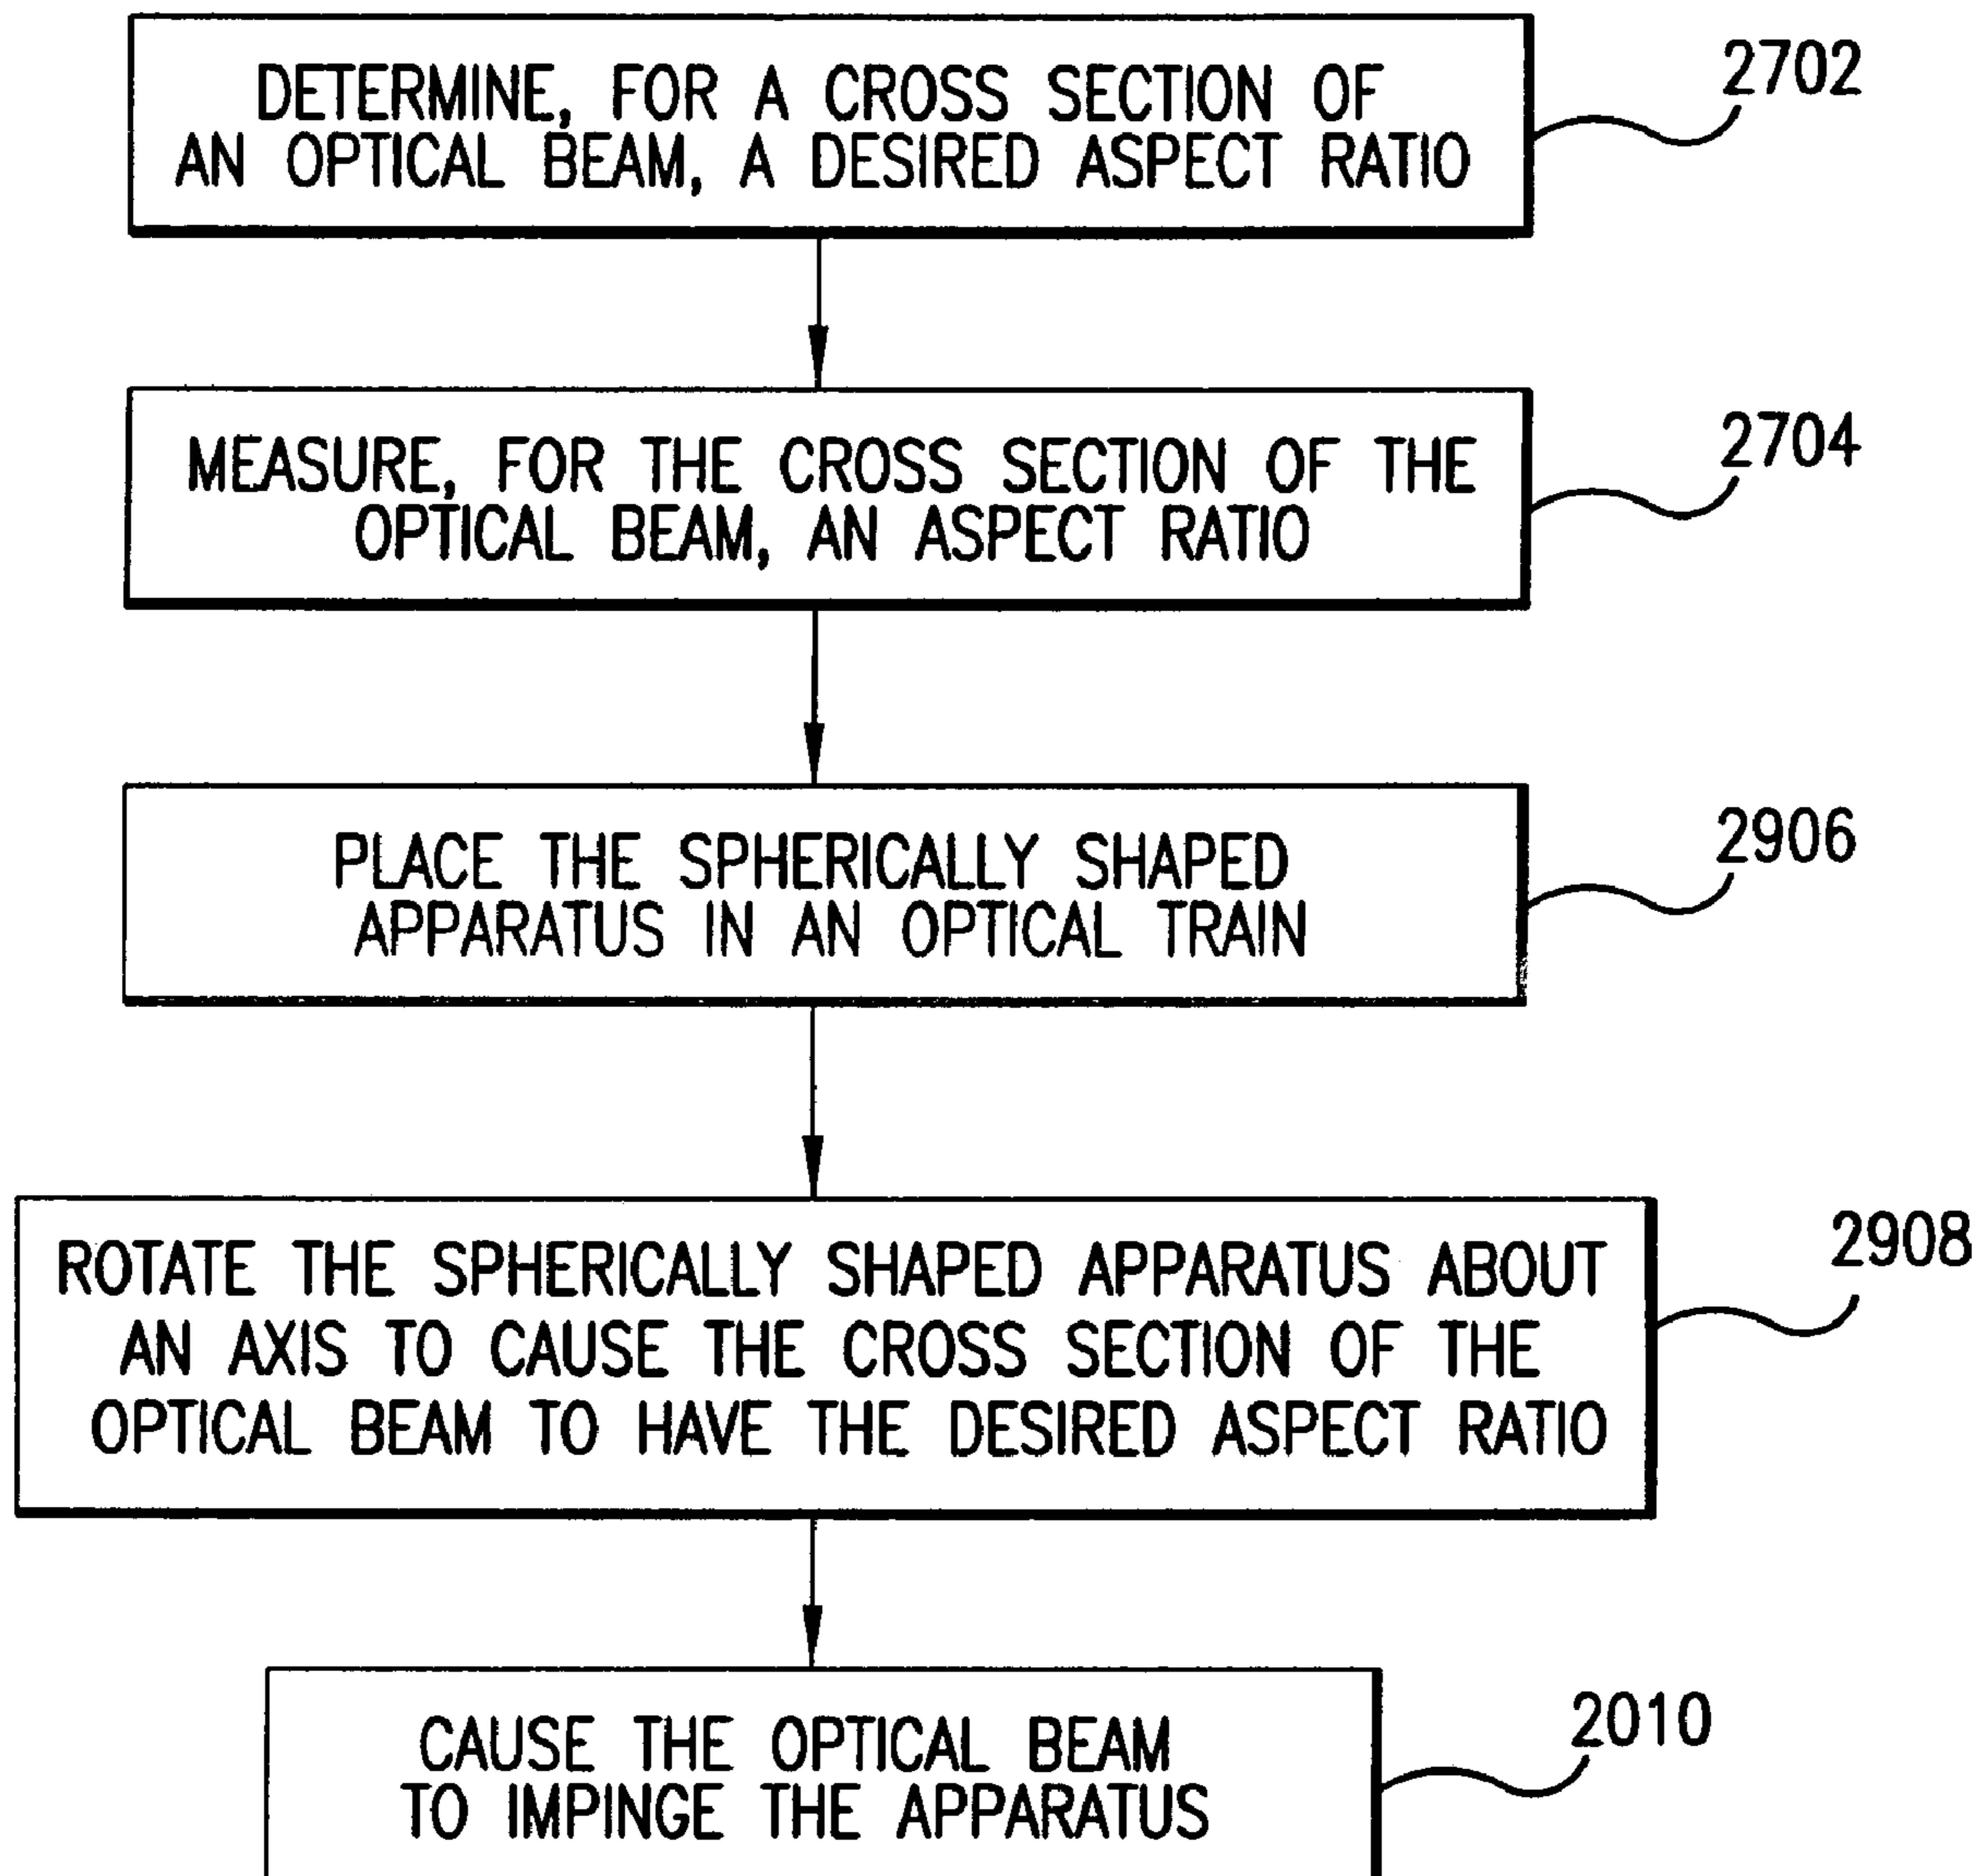 DETERMINE, FOR A CROSS SECTION OF
AN OPTICAL BEAM, A DESIRED ASPECT RATIO
2702
MEASURE, FOR THE CROSS SECTION OF THE
OPTICAL BEAM, AN ASPECT RATIO
2704
PLACE THE SPHERICALLY SHAPED
APPARATUS IN AN OPTICAL TRAIN
2906
ROTATE THE SPHERICALLY SHAPED APPARATUS ABOUT
AN AXIS TO CAUSE THE CROSS SECTION OF THE
OPTICAL BEAM TO HAVE THE DESIRED ASPECT RATIO
2908
CAUSE THE OPTICAL BEAM
TO IMPINGE THE APPARATUS
2010